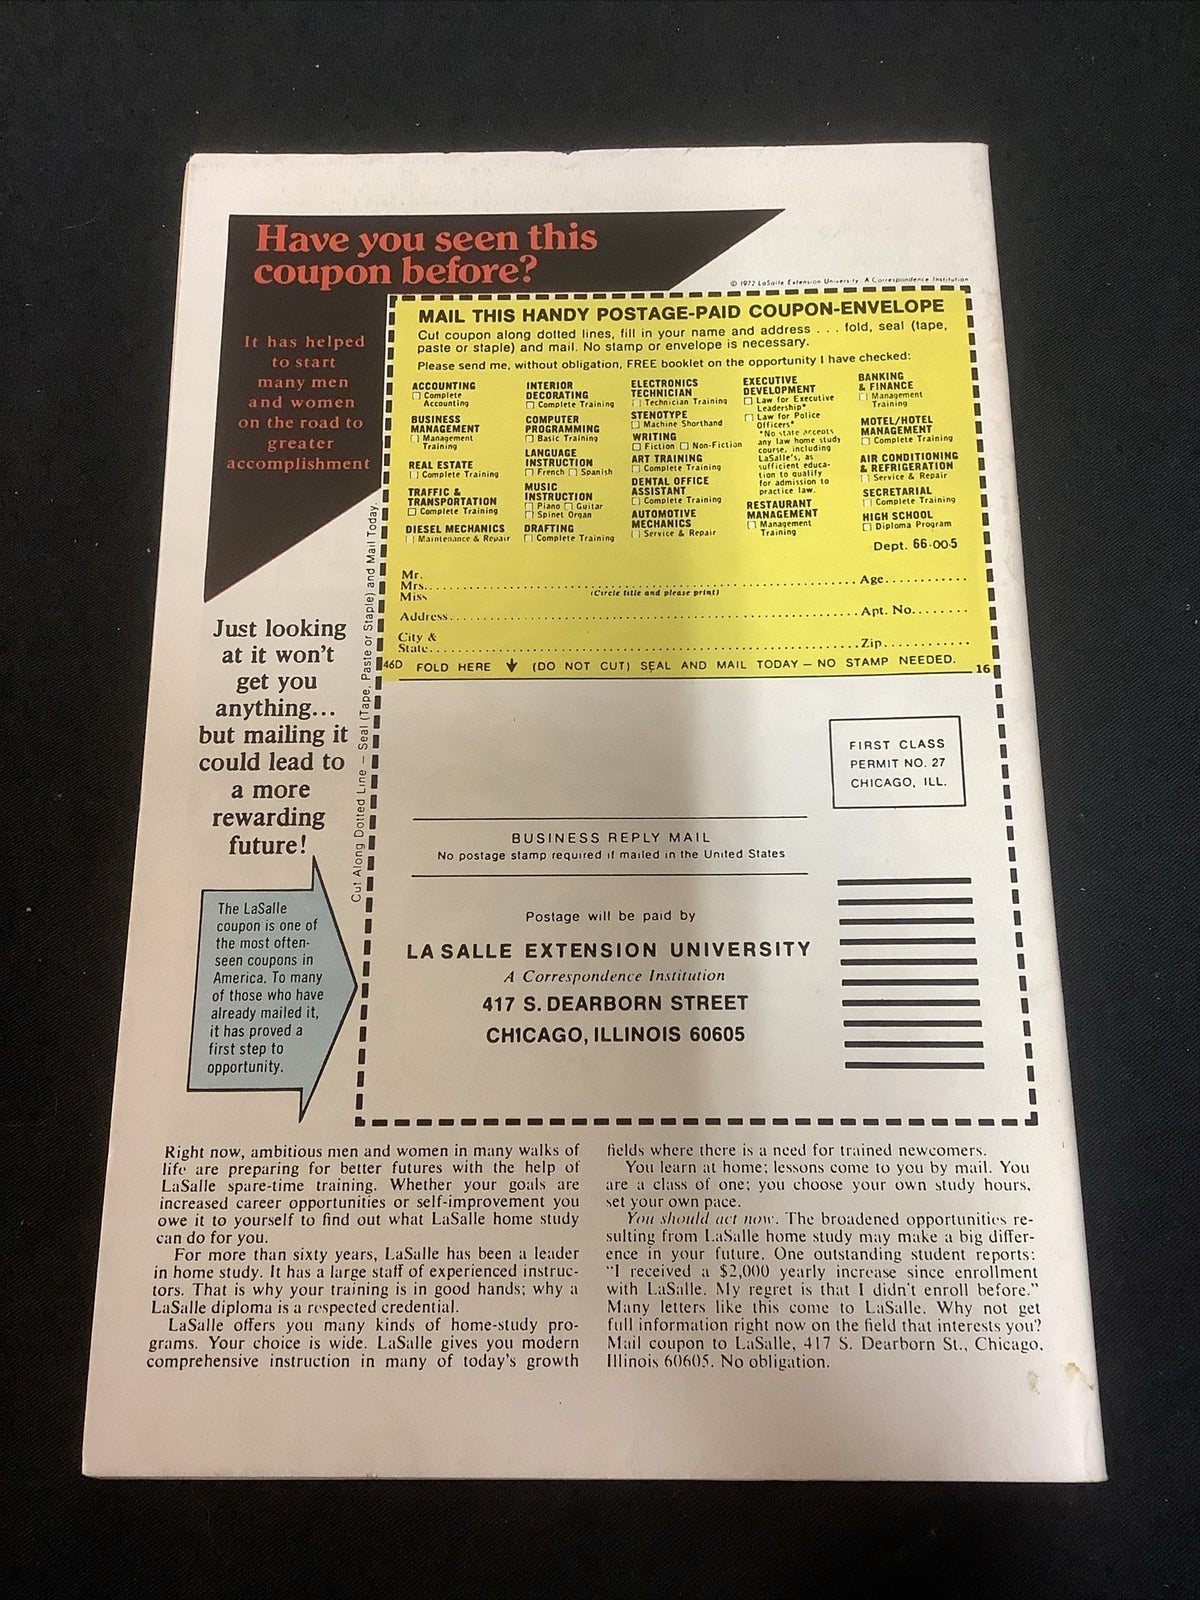 Have you seen this
coupon before?
It has helped
to start
many men
and women
on the road to
greater
accomplishment
Just looking
at it won't
get you
anything...
but mailing it
could lead to
a more
rewarding
future!
The LaSalle
coupon is one of
the most often-
seen coupons in
America. To many
of those who have
already mailed it,
it has proved a
first step to
opportunity.
Cut Along Dotted Line – Seal (Tape, Paste or Staple) and Mail Today.
© 1972 LaSalle Extension University A Correspondence Institution
MAIL THIS HANDY POSTAGE-PAID COUPON-ENVELOPE
Cut coupon along dotted lines, fill in your name and address . . . fold, seal (tape,
paste or staple) and mail. No stamp or envelope is necessary.
Please send me, without obligation, FREE booklet on the opportunity I have checked:
ACCOUNTING
☐ Complete
Accounting
BUSINESS
MANAGEMENT
☐ Management
Training
REAL ESTATE
☐ Complete Training
TRAFFIC &
TRANSPORTATION
☐ Complete Training
DIESEL MECHANICS
☐ Maintenance & Repair
INTERIOR
DECORATING
☐ Complete Training
COMPUTER
PROGRAMMING
☐ Basic Training
LANGUAGE
INSTRUCTION
☐ French ☐ Spanish
MUSIC
INSTRUCTION
☐ Piano ☐ Guitar
☐ Spinet Organ
DRAFTING
☐ Complete Training
ELECTRONICS
TECHNICIAN
☐ Technician Training
STENOTYPE
☐ Machine Shorthand
WRITING
☐ Fiction ☐ Non-Fiction
ART TRAINING
☐ Complete Training
DENTAL OFFICE
ASSISTANT
☐ Complete Training
AUTOMOTIVE
MECHANICS
☐ Service & Repair
EXECUTIVE
DEVELOPMENT
☐ Law for Executive
Leadership*
☐ Law for Police
Officers*
*No state accepts
any law home study
course, including
LaSalle's, as
sufficient educa-
tion to qualify
for admission to
practice law.
RESTAURANT
MANAGEMENT
☐ Management
Training
BANKING
& FINANCE
☐ Management
Training
MOTEL/HOTEL
MANAGEMENT
☐ Complete Training
AIR CONDITIONING
& REFRIGERATION
☐ Service & Repair
SECRETARIAL
☐ Complete Training
HIGH SCHOOL
☐ Diploma Program
Dept. 66-005
Mr.
Mrs. Age
Miss (Circle title and please print)
Address Apt. No.
City &
State Zip
46D FOLD HERE ↓ (DO NOT CUT) SEAL AND MAIL TODAY – NO STAMP NEEDED. 16
FIRST CLASS
PERMIT NO. 27
CHICAGO, ILL.
BUSINESS REPLY MAIL
No postage stamp required if mailed in the United States
Postage will be paid by
LA SALLE EXTENSION UNIVERSITY
A Correspondence Institution
417 S. DEARBORN STREET
CHICAGO, ILLINOIS 60605
Right now, ambitious men and women in many walks of
life are preparing for better futures with the help of
LaSalle spare-time training. Whether your goals are
increased career opportunities or self-improvement you
owe it to yourself to find out what LaSalle home study
can do for you.
For more than sixty years, LaSalle has been a leader
in home study. It has a large staff of experienced instruc-
tors. That is why your training is in good hands; why a
LaSalle diploma is a respected credential.
LaSalle offers you many kinds of home-study pro-
grams. Your choice is wide. LaSalle gives you modern
comprehensive instruction in many of today's growth
fields where there is a need for trained newcomers.
You learn at home; lessons come to you by mail. You
are a class of one; you choose your own study hours,
set your own pace.
You should act now. The broadened opportunities re-
sulting from LaSalle home study may make a big differ-
ence in your future. One outstanding student reports:
"I received a $2,000 yearly increase since enrollment
with LaSalle. My regret is that I didn't enroll before."
Many letters like this come to LaSalle. Why not get
full information right now on the field that interests you?
Mail coupon to LaSalle, 417 S. Dearborn St., Chicago,
Illinois 60605. No obligation.